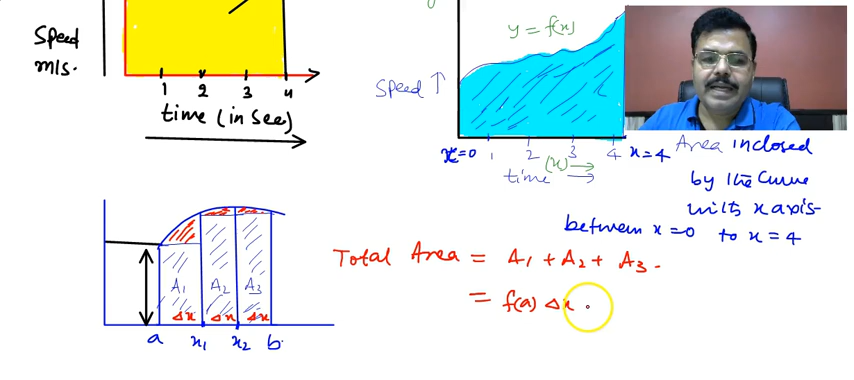 Speed
m/s.
1 2 3 4
time (in Sec)
y = f(x)
Speed ↑
x=0 1 2 3 4 x=4
(x) →
time →
Area inclosed
by the curve
with x axis
between x=0 to x=4
A1 A2 A3
Δx Δx Δx
a x1 x2 b
Total Area = A1 + A2 + A3.
= f(a) Δx